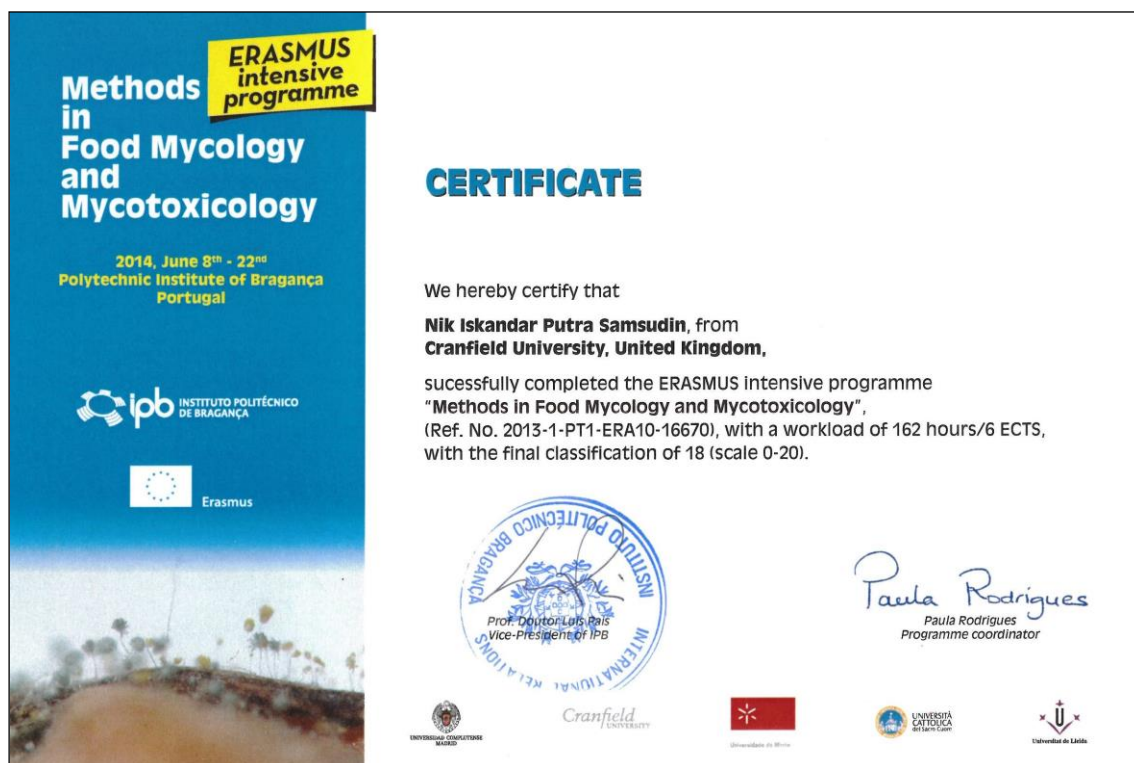 ERASMUS
intensive
programme
Methods
in
Food Mycology
and
Mycotoxicology
2014, June 8th - 22nd
Polytechnic Institute of Bragança
Portugal
ipb INSTITUTO POLITÉCNICO
DE BRAGANÇA
Erasmus
CERTIFICATE
We hereby certify that
Nik Iskandar Putra Samsudin, from
Cranfield University, United Kingdom,
sucessfully completed the ERASMUS intensive programme
“Methods in Food Mycology and Mycotoxicology”,
(Ref. No. 2013-1-PT1-ERA10-16670), with a workload of 162 hours/6 ECTS,
with the final classification of 18 (scale 0-20).
INSTITUTO POLITÉCNICO BRAGANÇA
INTERNATIONAL RELATIONS
Prof. Doutor Luís Pais
Vice-President of IPB
Paula Rodrigues
Paula Rodrigues
Programme coordinator
UNIVERSIDAD COMPLUTENSE
MADRID
Cranfield
UNIVERSITY
Universidade do Minho
UNIVERSITÀ
CATTOLICA
del Sacro Cuore
Universitat de Lleida